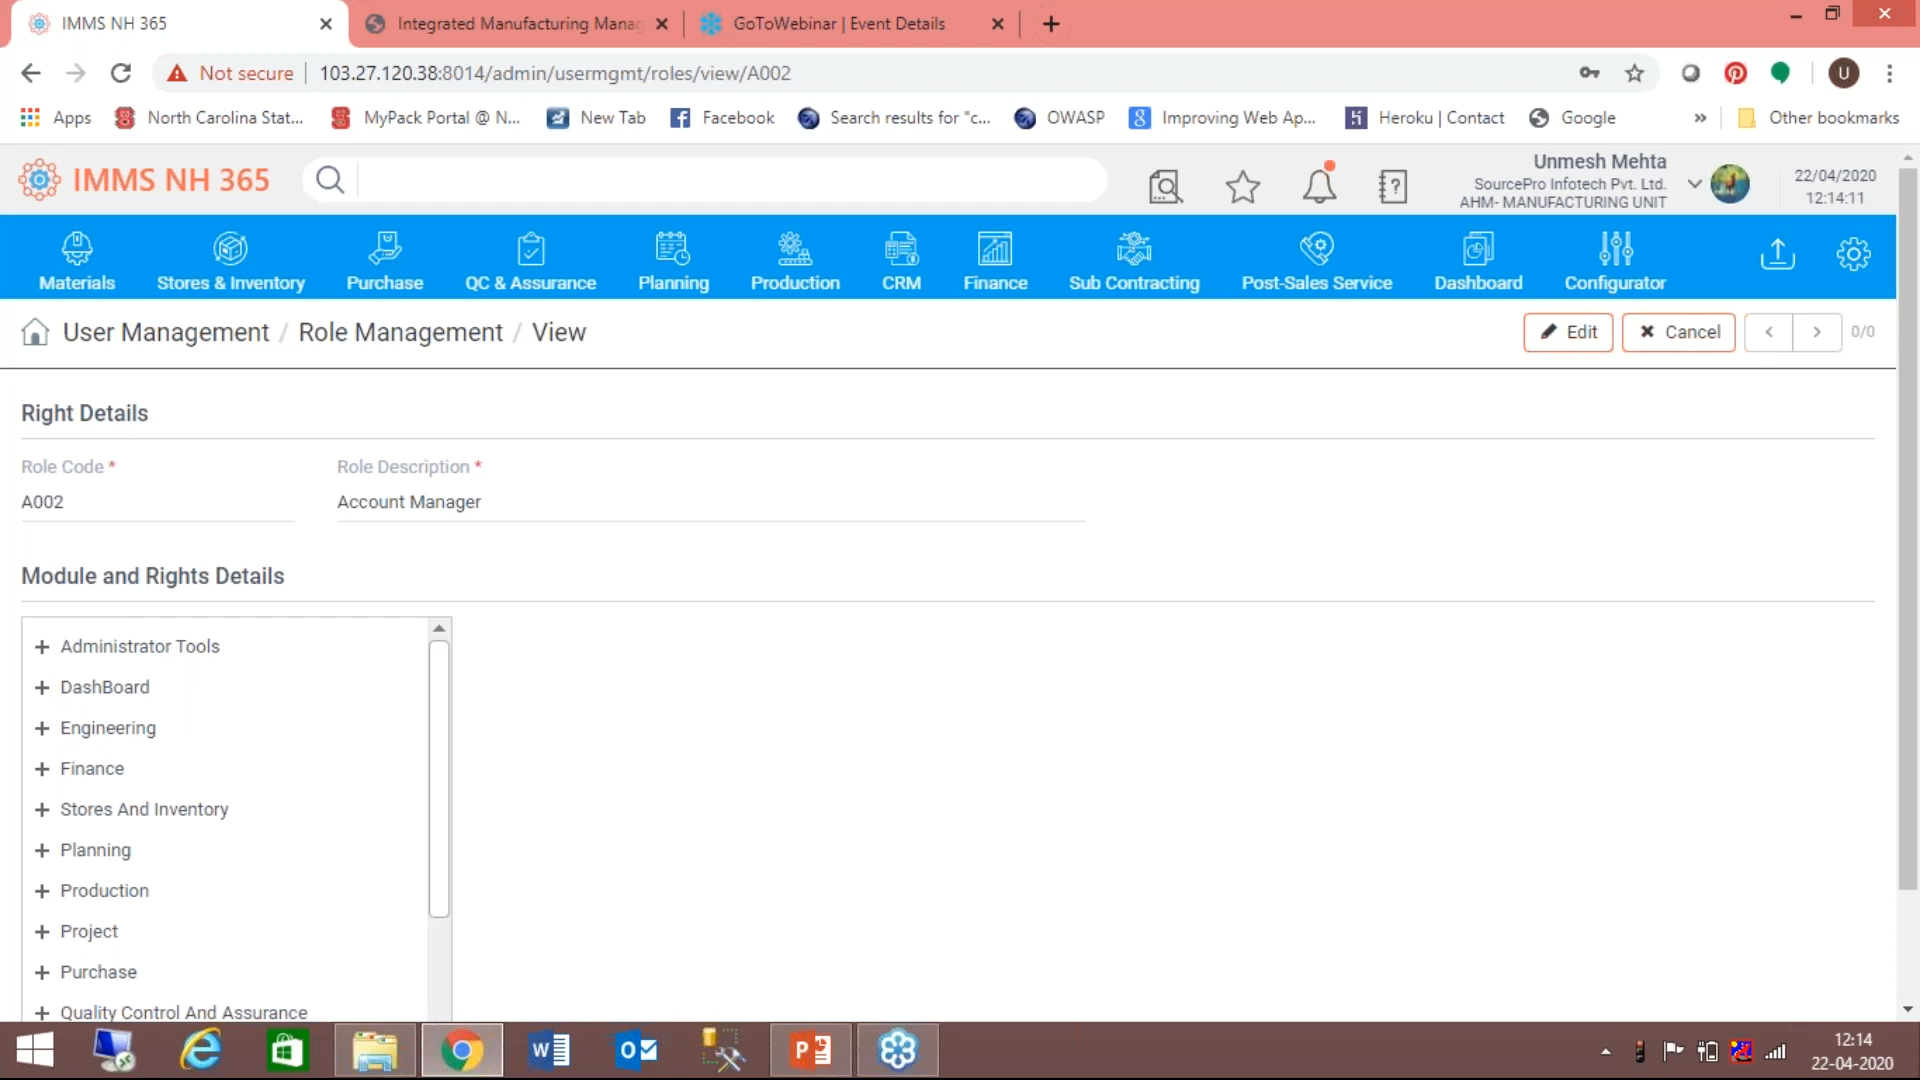 IMMS NH 365
Integrated Manufacturing Manag
GoToWebinar | Event Details
Not secure
103.27.120.38:8014/admin/usermgmt/roles/view/A002
U
Apps
North Carolina Stat...
MyPack Portal @ N...
New Tab
Facebook
Search results for "c...
OWASP
Improving Web Ap...
Heroku | Contact
Google
Other bookmarks
IMMS NH 365
Unmesh Mehta
SourcePro Infotech Pvt. Ltd.
AHM- MANUFACTURING UNIT
22/04/2020
12:14:11
Materials
Stores & Inventory
Purchase
QC & Assurance
Planning
Production
CRM
Finance
Sub Contracting
Post-Sales Service
Dashboard
Configurator
User Management / Role Management / View
Edit
Cancel
0/0
Right Details
Role Code *
Role Description *
A002
Account Manager
Module and Rights Details
Administrator Tools
DashBoard
Engineering
Finance
Stores And Inventory
Planning
Production
Project
Purchase
Quality Control And Assurance
12:14
22-04-2020